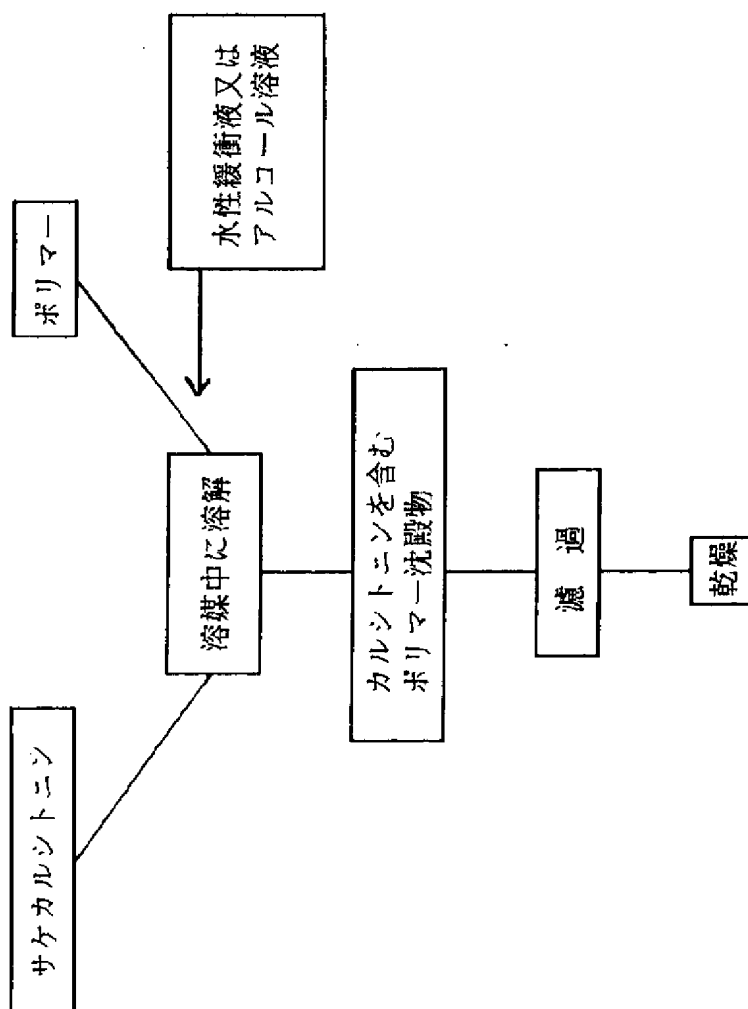 サケカルシトニン
ポリマー
溶媒中に溶解
水性緩衝液又は
アルコール溶液
カルシトニンを含む
ポリマー沈殿物
濾過
乾燥